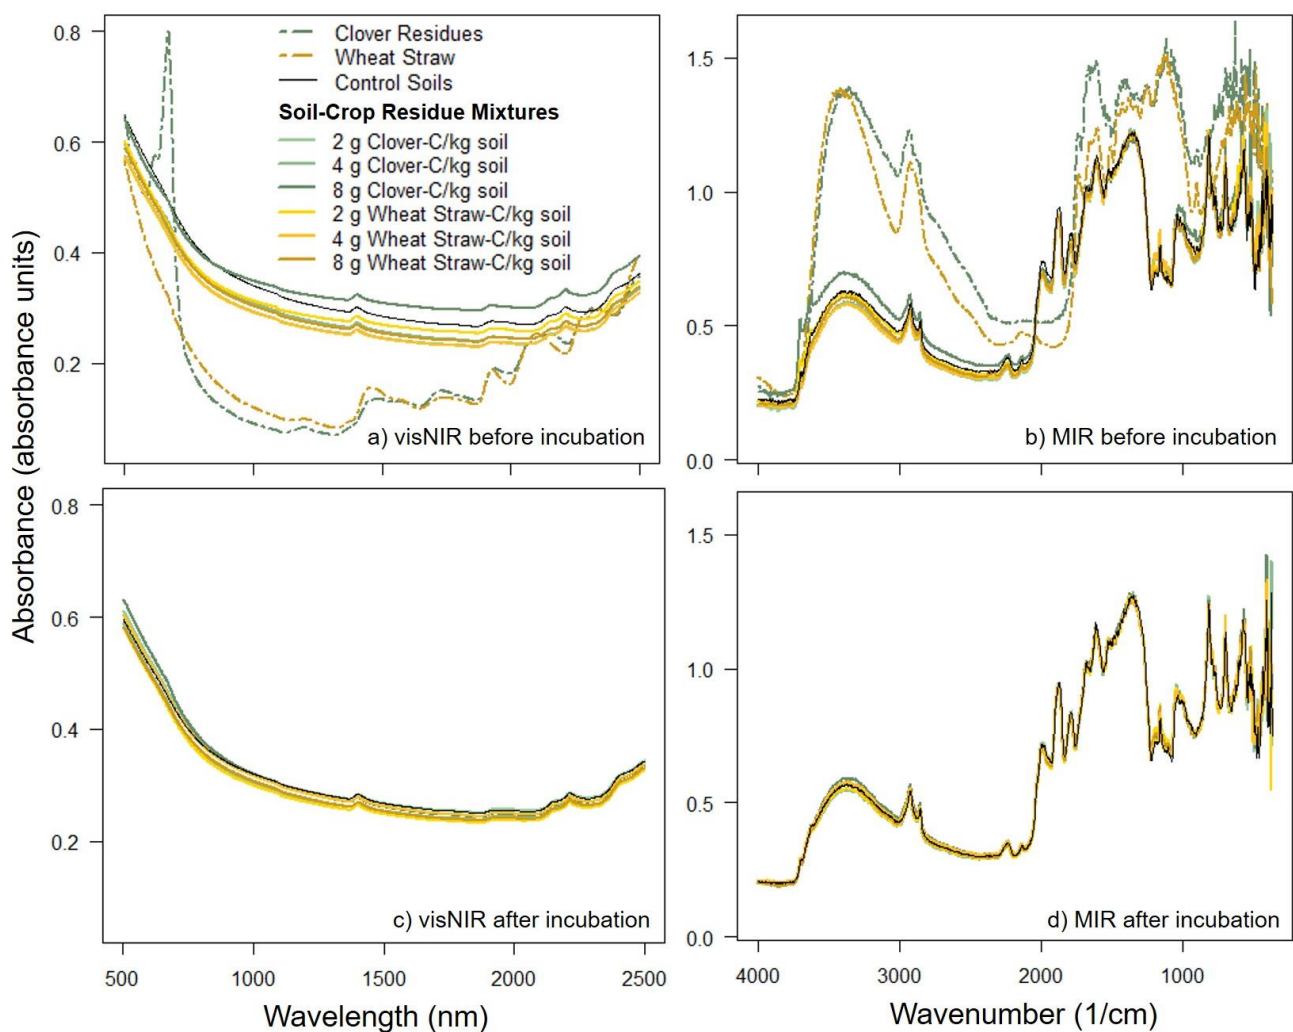 Absorbance (absorbance units)
0.8
0.6
0.4
0.2
Clover Residues
Wheat Straw
Control Soils
Soil-Crop Residue Mixtures
2 g Clover-C/kg soil
4 g Clover-C/kg soil
8 g Clover-C/kg soil
2 g Wheat Straw-C/kg soil
4 g Wheat Straw-C/kg soil
8 g Wheat Straw-C/kg soil
a) visNIR before incubation
1.5
1.0
0.5
0.0
b) MIR before incubation
0.8
0.6
0.4
0.2
c) visNIR after incubation
500 1000 1500 2000 2500
Wavelength (nm)
1.5
1.0
0.5
0.0
d) MIR after incubation
4000 3000 2000 1000
Wavenumber (1/cm)